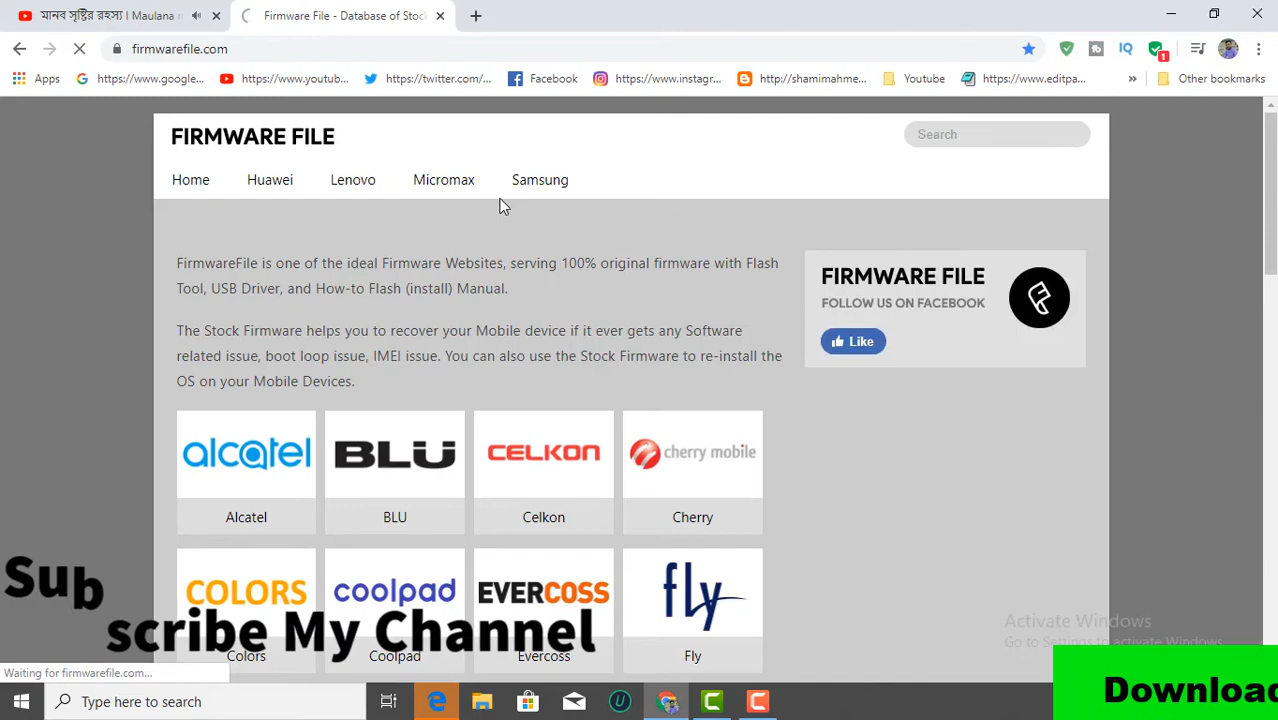 মানব সৃষ্টির রহস্য | Maulana
Firmware File - Database of Stock
firmwarefile.com
Apps
https://www.google...
https://www.youtub...
https://twitter.com/...
Facebook
https://www.instagr...
http://shamimahme...
Youtube
https://www.editpa...
»
Other bookmarks
IQ
1
FIRMWARE FILE
Search
Home
Huawei
Lenovo
Micromax
Samsung
FirmwareFile is one of the ideal Firmware Websites, serving 100% original firmware with Flash
Tool, USB Driver, and How-to Flash (install) Manual.
The Stock Firmware helps you to recover your Mobile device if it ever gets any Software
related issue, boot loop issue, IMEI issue. You can also use the Stock Firmware to re-install the
OS on your Mobile Devices.
FIRMWARE FILE
FOLLOW US ON FACEBOOK
Like
alcatel
BLU
CELKON
cherry mobile
Alcatel
BLU
Celkon
Cherry
COLORS
coolpad
EVERCOSS
fly
Colors
Coolpad
Evercoss
Fly
Sub
scribe My Channel
Activate Windows
Go to Settings to activate Windows.
Waiting for firmwarefile.com...
Download
Type here to search